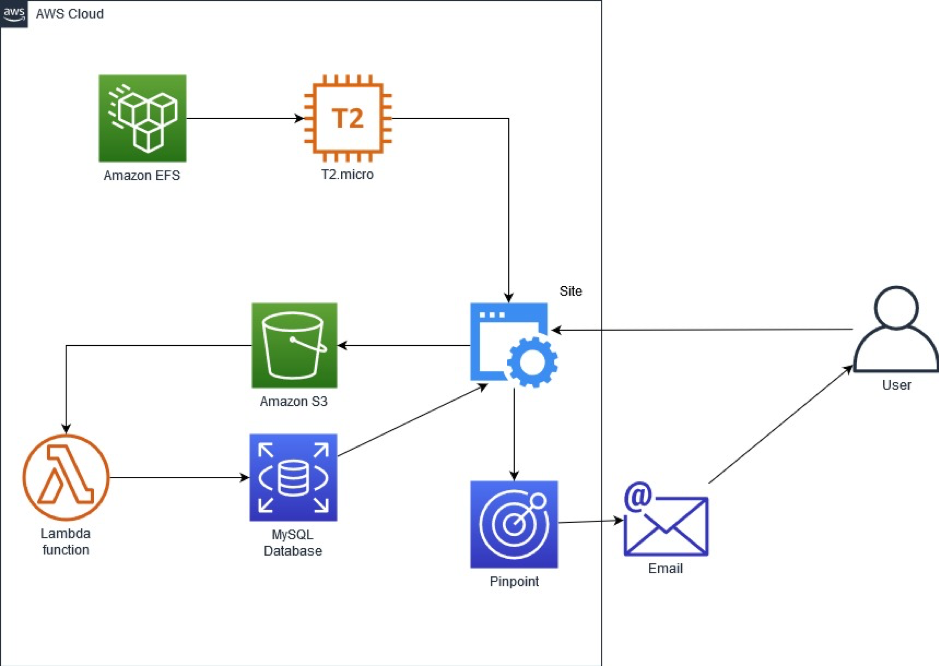 aws
AWS Cloud
T2
Amazon EFS
T2.micro
Site
Amazon S3
User
@
Lambda
function
MySQL
Database
Email
Pinpoint